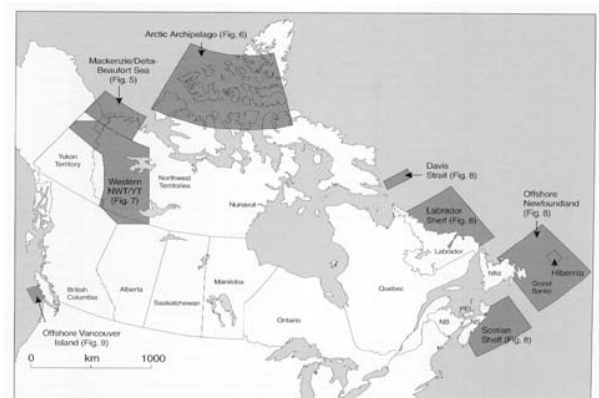 Arctic Archipelago (Fig. 6)
Mackenzie/Delta-
Beaufort Sea
(Fig. 5)
Yukon
Territory
Western
NWT/YT
(Fig. 7)
Northwest
Territories
Nunavut
Davis
Strait (Fig. 8)
Offshore
Newfoundland
(Fig. 8)
Labrador
Shelf (Fig. 8)
Labrador
Hibernia
Nfld.
Grand
Banks
British
Columbia
Alberta
Saskatchewan
Manitoba
Ontario
Quebec
PEI
NB
NS
Scotian
Shelf (Fig. 8)
Offshore Vancouver
Island (Fig. 9)
0 km 1000